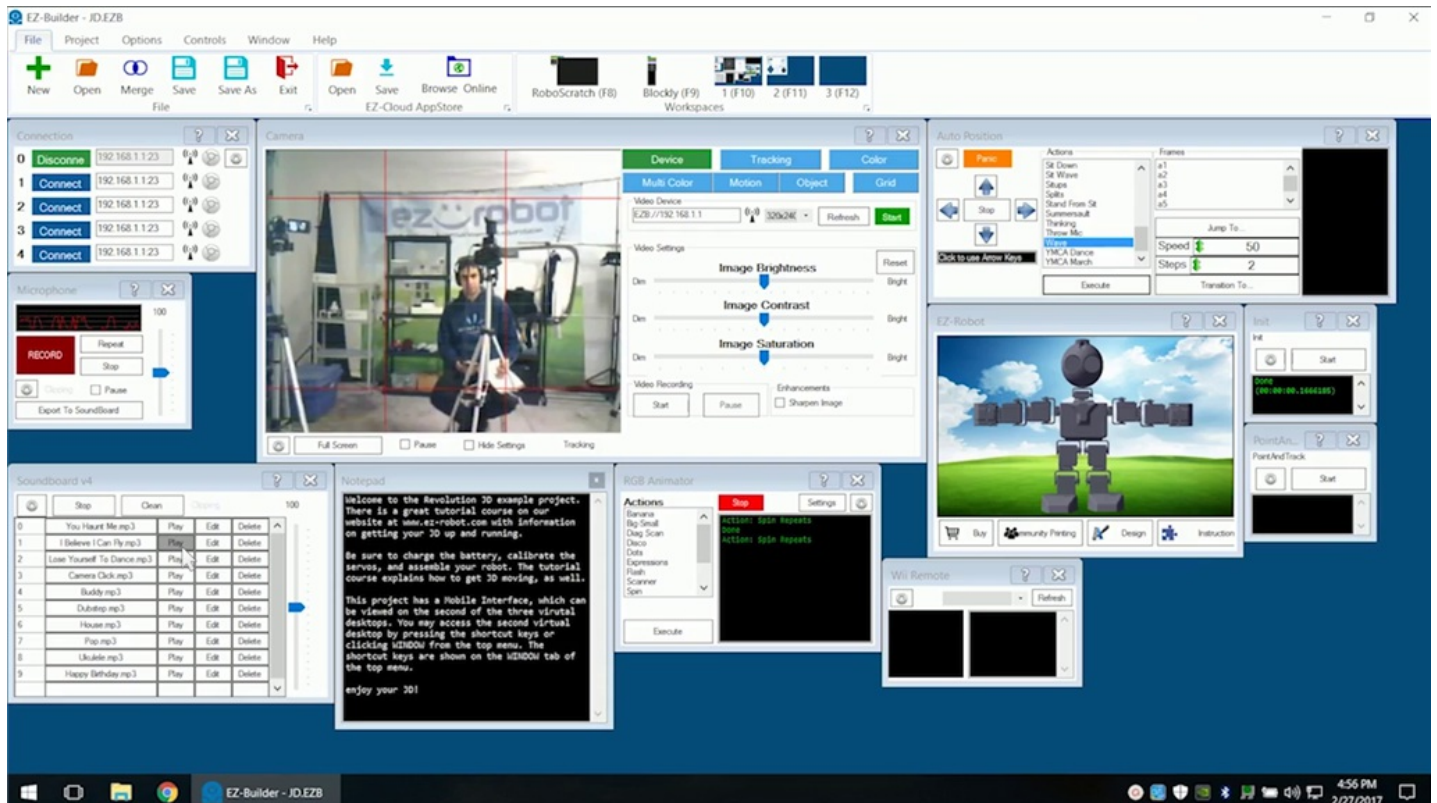 EZ-Builder - JD.EZB
File Project Options Controls Window Help
New Open Merge Save Save As Exit Open Save Browse Online RoboScratch (F8) Blockly (F9) 1 (F10) 2 (F11) 3 (F12)
File EZ-Cloud AppStore Workspaces
Connection
0 Disconne 192.168.1.1:23
1 Connect 192.168.1.1:23
2 Connect 192.168.1.1:23
3 Connect 192.168.1.1:23
4 Connect 192.168.1.1:23
Camera
ez robot
Device Tracking Color
Multi Color Motion Object Grid
Video Device
EZB://192.168.1.1 320x240 Refresh Start
Video Settings
Reset
Image Brightness
Dim Bright
Image Contrast
Dim Bright
Image Saturation
Dim Bright
Video Recording Enhancements
Start Pause Sharpen Image
Full Screen Pause Hide Settings Tracking
Auto Position
Panic
Stop
Click to use Arrow Keys
Actions
Sit Down
Sit Wave
Situps
Splits
Stand From Sit
Summersault
Thinking
Throw Mic
Wave
YMCA Dance
YMCA March
Execute
Frames
a1
a2
a3
a4
a5
Jump To...
Speed 50
Steps 2
Transition To...
Microphone
100
RECORD
Repeat
Stop
Clipping Pause
Export To SoundBoard
EZ-Robot
Buy Community Printing Design Instruction
Init
Init
Start
Done
(00:00:00.1666185)
PointAn...
PointAndTrack
Start
Soundboard v4
Stop Clean Clipping 100
0 You Haunt Me.mp3 Play Edit Delete
1 I Believe I Can Fly.mp3 Play Edit Delete
2 Lose Yourself To Dance.mp3 Play Edit Delete
3 Camera Click.mp3 Play Edit Delete
4 Buddy.mp3 Play Edit Delete
5 Dubstep.mp3 Play Edit Delete
6 House.mp3 Play Edit Delete
7 Pop.mp3 Play Edit Delete
8 Ukulele.mp3 Play Edit Delete
9 Happy Birthday.mp3 Play Edit Delete
Notepad
Welcome to the Revolution JD example project.
There is a great tutorial course on our
website at www.ez-robot.com with information
on getting your JD up and running.
Be sure to charge the battery, calibrate the
servos, and assemble your robot. The tutorial
course explains how to get JD moving, as well.
This project has a Mobile Interface, which can
be viewed on the second of the three virutal
desktops. You may access the second virtual
desktop by pressing the shortcut keys or
clicking WINDOW from the top menu. The
shortcut keys are shown on the WINDOW tab of
the top menu.
enjoy your JD!
RGB Animator
Actions
Banana
Big-Small
Diag Scan
Disco
Dots
Expressions
Flash
Scanner
Spin
Execute
Stop Settings
Action: Spin Repeats
Done
Action: Spin Repeats
Wii Remote
Refresh
EZ-Builder - JD.EZB
4:56 PM
2/27/2017